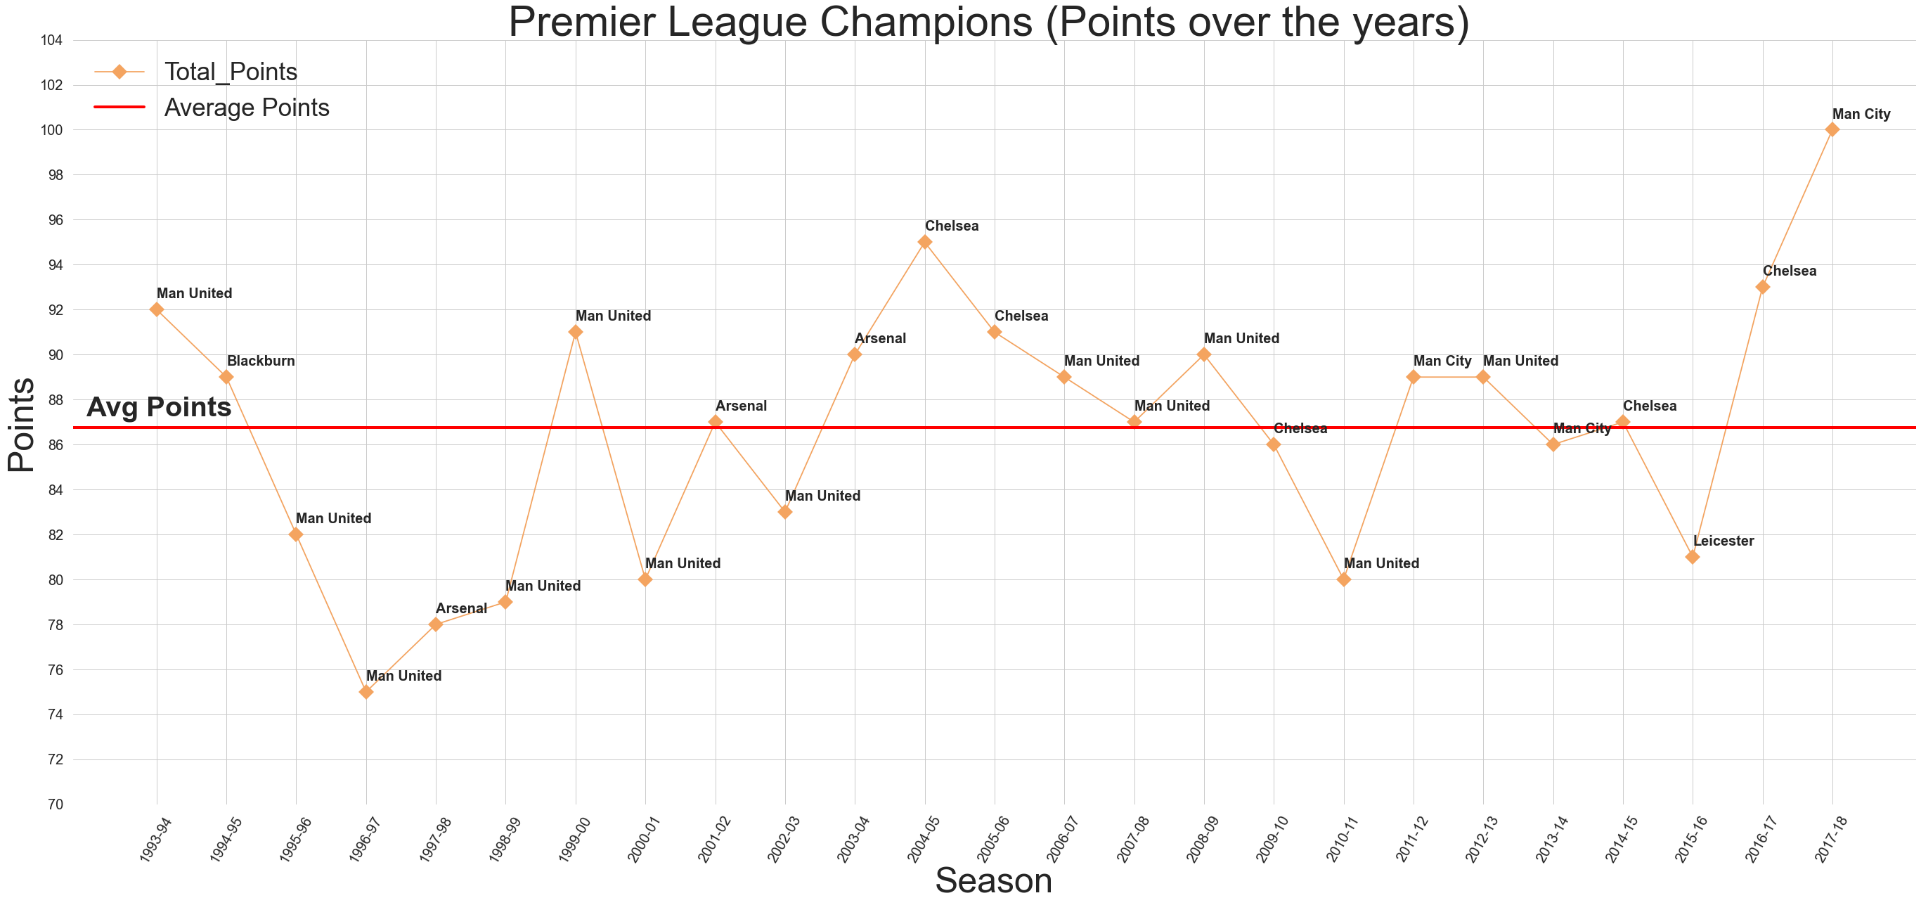 Premier League Champions (Points over the years)
Total_Points
Average Points
Points
104
102
100
98
96
94
92
90
88
86
84
82
80
78
76
74
72
70
Avg Points
Man United
Blackburn
Man United
Man United
Arsenal
Man United
Man United
Man United
Arsenal
Man United
Arsenal
Chelsea
Chelsea
Man United
Man United
Man United
Chelsea
Man United
Man City
Man United
Man City
Chelsea
Leicester
Chelsea
Man City
1993-94
1994-95
1995-96
1996-97
1997-98
1998-99
1999-00
2000-01
2001-02
2002-03
2003-04
2004-05
2005-06
2006-07
2007-08
2008-09
2009-10
2010-11
2011-12
2012-13
2013-14
2014-15
2015-16
2016-17
2017-18
Season